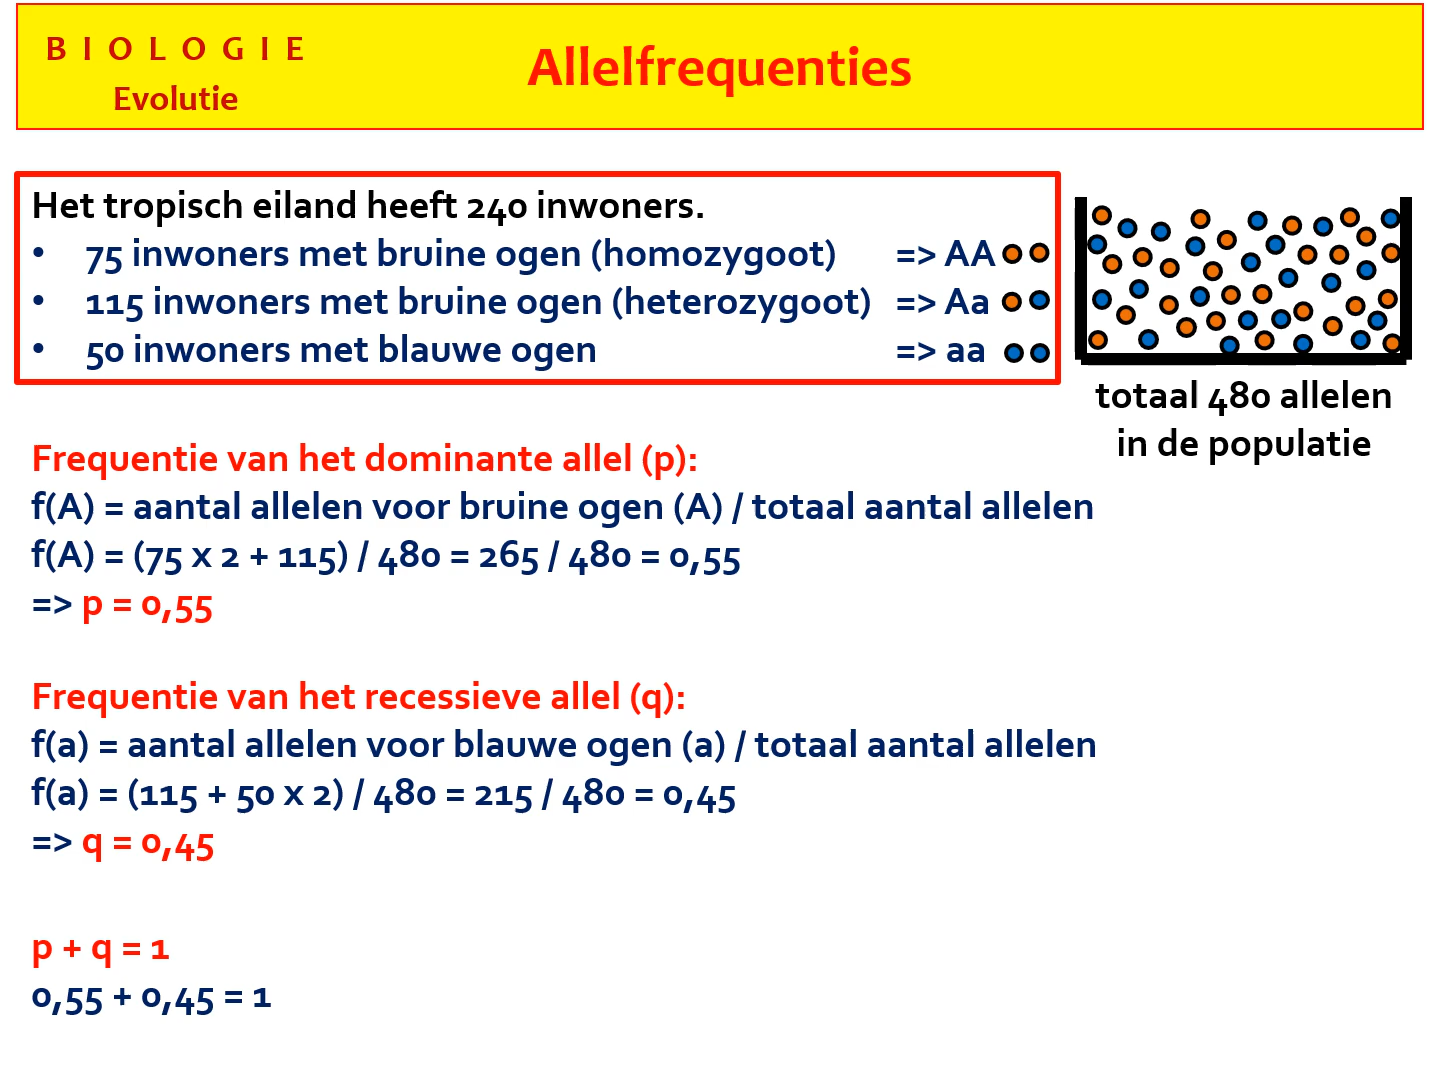 BIOLOGIE
Evolutie
Allelfrequenties
Het tropisch eiland heeft 240 inwoners.
• 75 inwoners met bruine ogen (homozygoot) => AA
• 115 inwoners met bruine ogen (heterozygoot) => Aa
• 50 inwoners met blauwe ogen => aa
totaal 480 allelen
in de populatie
Frequentie van het dominante allel (p):
f(A) = aantal allelen voor bruine ogen (A) / totaal aantal allelen
f(A) = (75 x 2 + 115) / 480 = 265 / 480 = 0,55
=> p = 0,55
Frequentie van het recessieve allel (q):
f(a) = aantal allelen voor blauwe ogen (a) / totaal aantal allelen
f(a) = (115 + 50 x 2) / 480 = 215 / 480 = 0,45
=> q = 0,45
p + q = 1
0,55 + 0,45 = 1